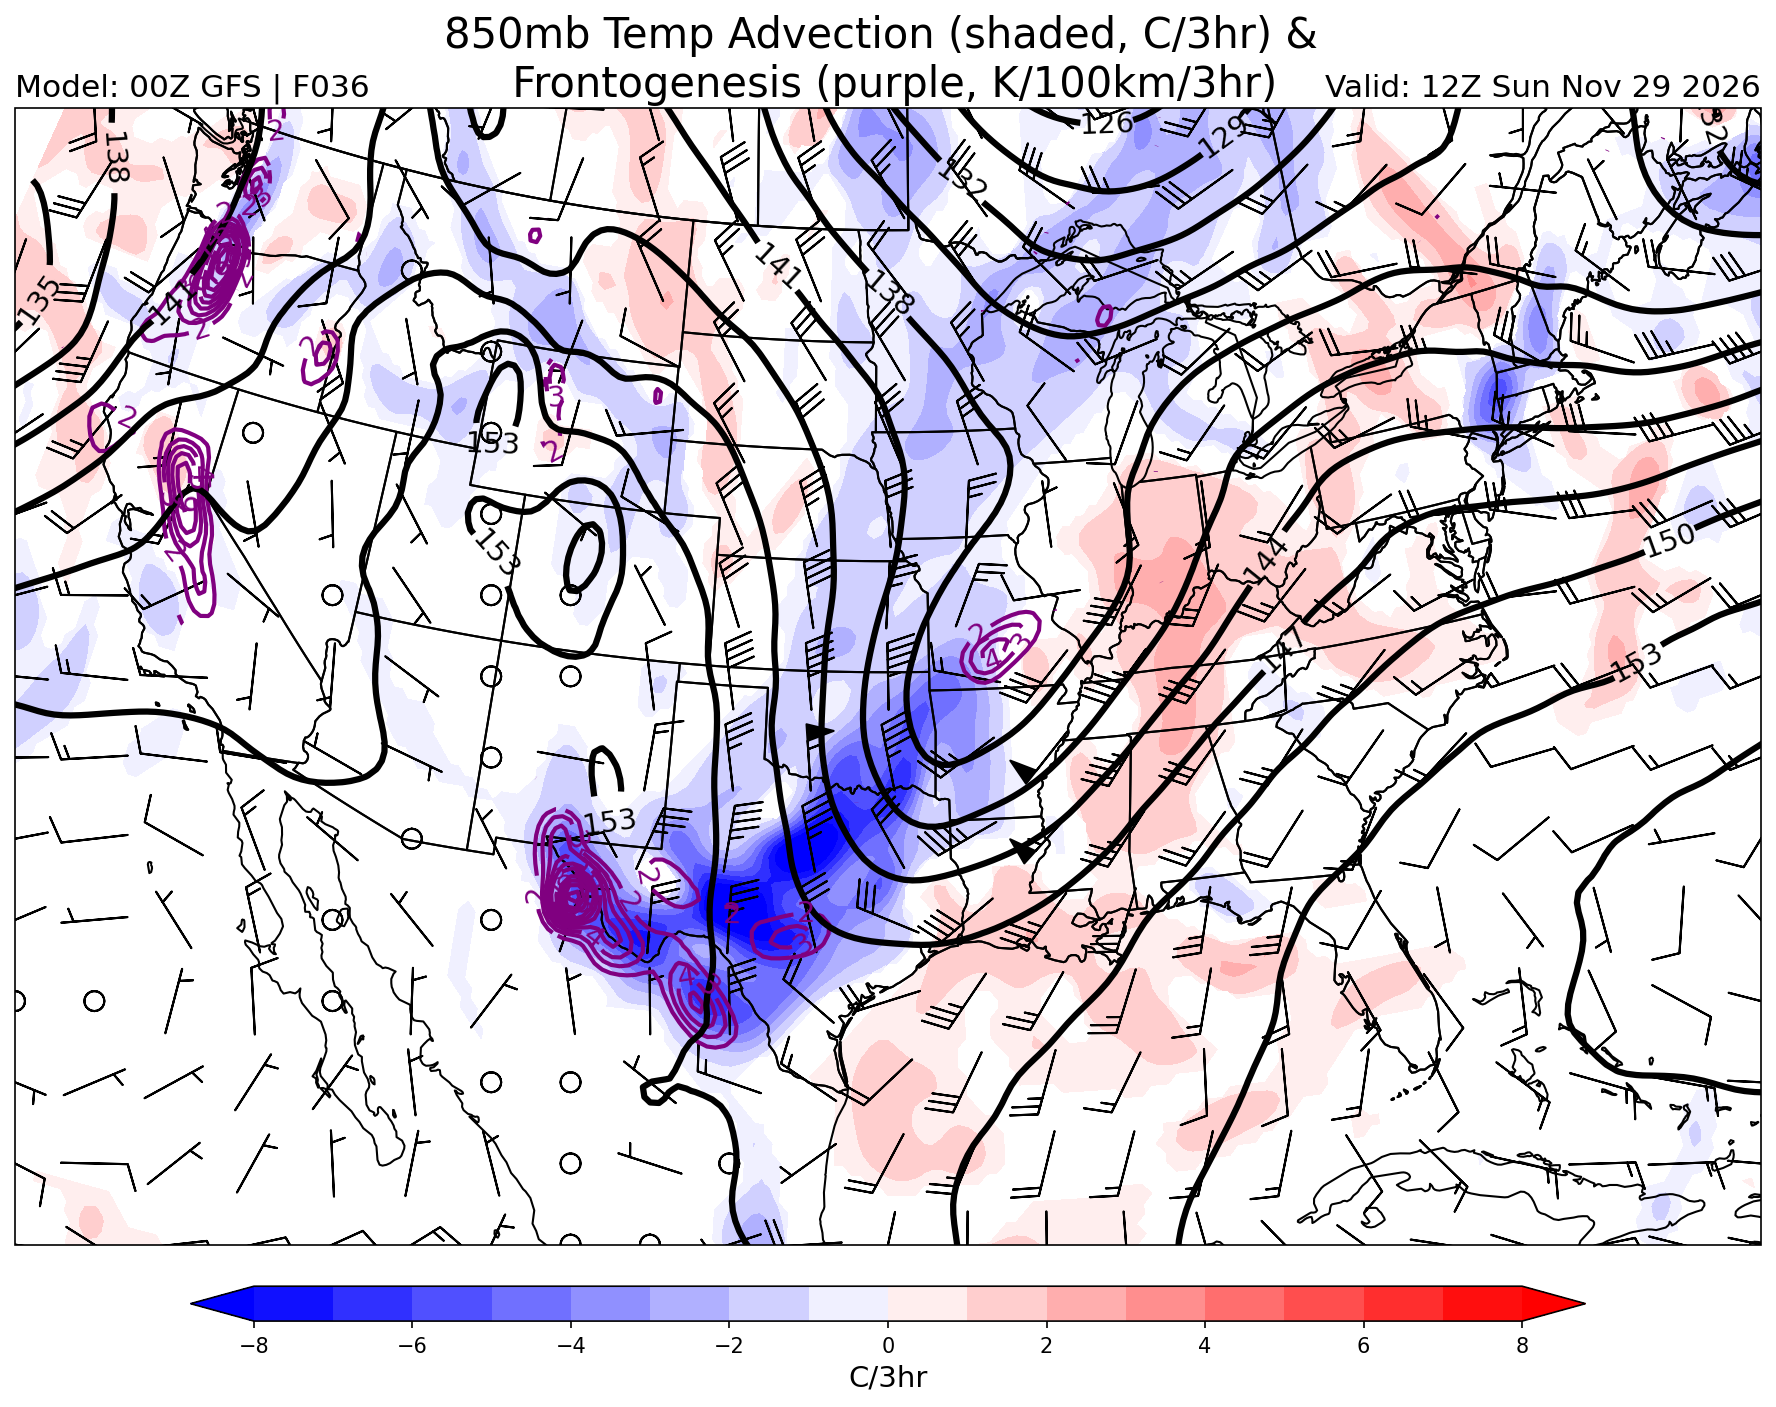 850mb Temp Advection (shaded, C/3hr) &
Frontogenesis (purple, K/100km/3hr)
Model: 00Z GFS | F036
Valid: 12Z Sun Nov 29 2026
138
126
129
132
141
138
135
141
153
153
144
150
147
153
153
−8 −6 −4 −2 0 2 4 6 8
C/3hr